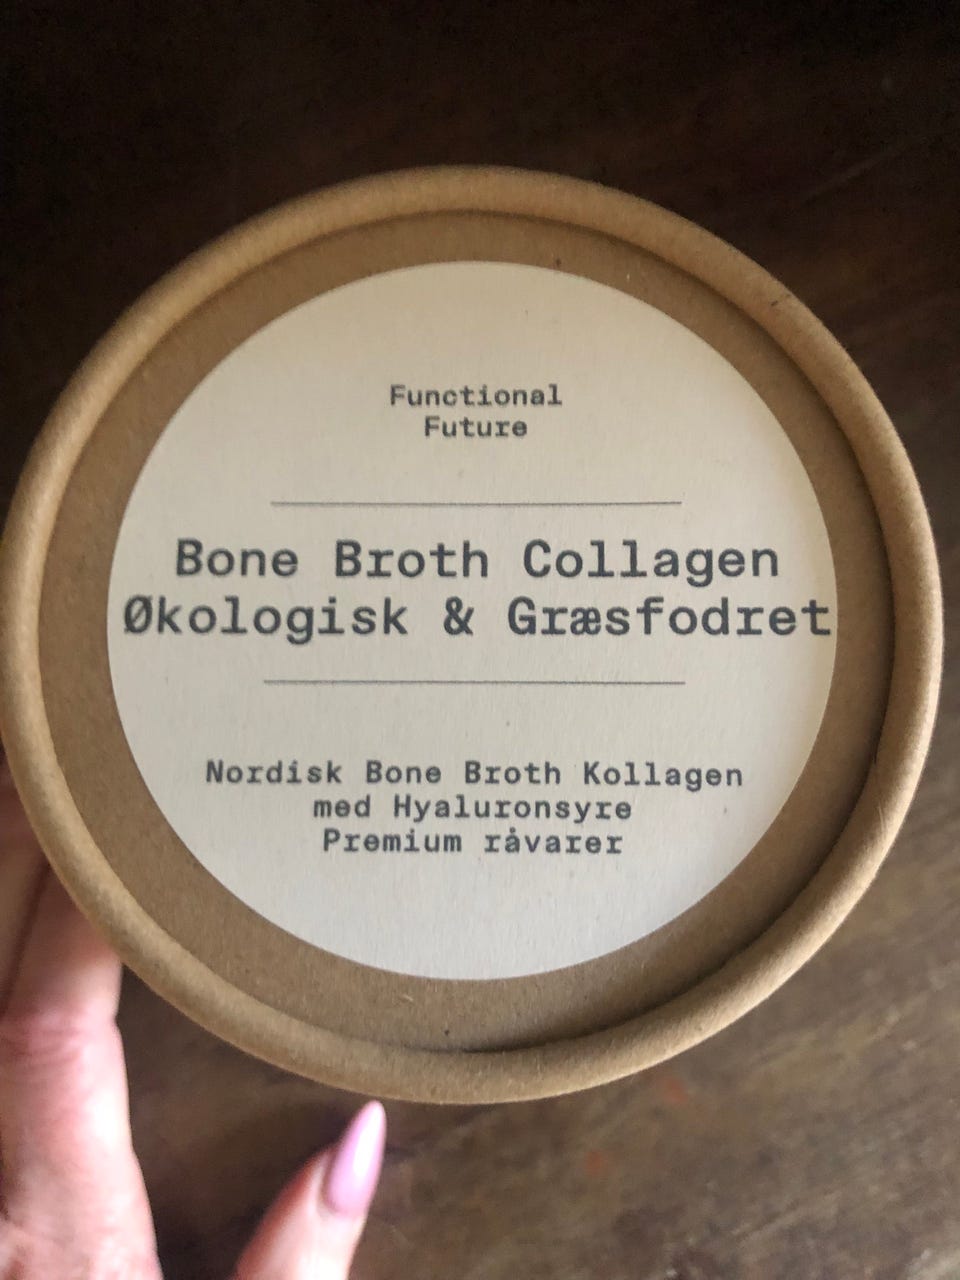 Functional
Future
Bone Broth Collagen
Økologisk & Græsfodret
Nordisk Bone Broth Kollagen
med Hyaluronsyre
Premium råvarer